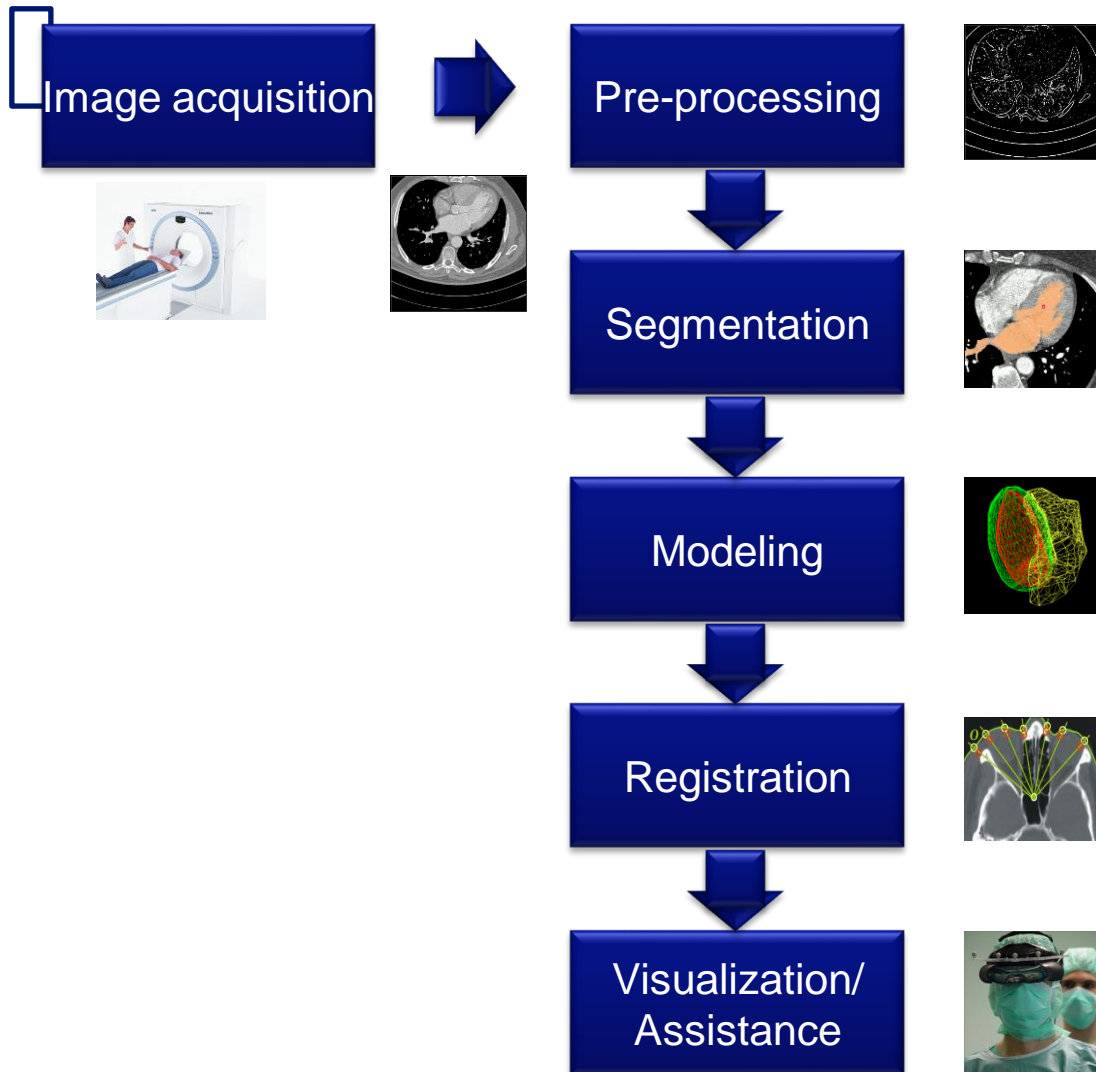 Image acquisition
Pre-processing
Segmentation
Modeling
Registration
Visualization/
Assistance